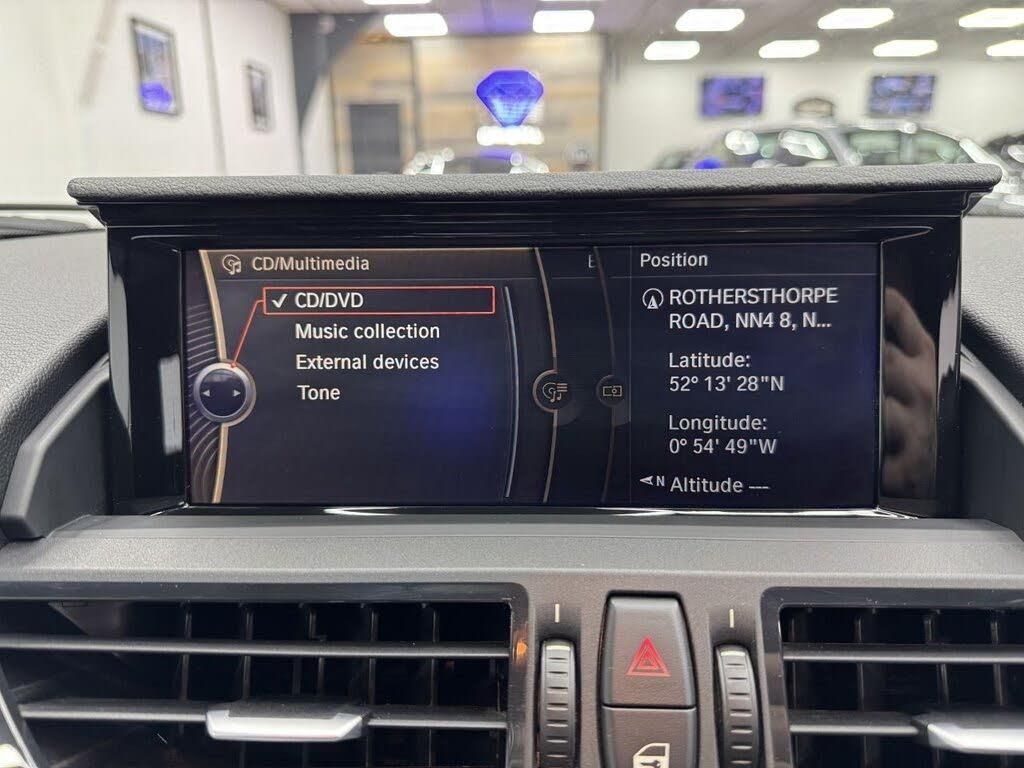 CD/Multimedia
CD/DVD
Music collection
External devices
Tone
Position
ROTHERSTHORPE
ROAD, NN4 8, N...
Latitude:
52° 13' 28"N
Longitude:
0° 54' 49"W
N Altitude ---